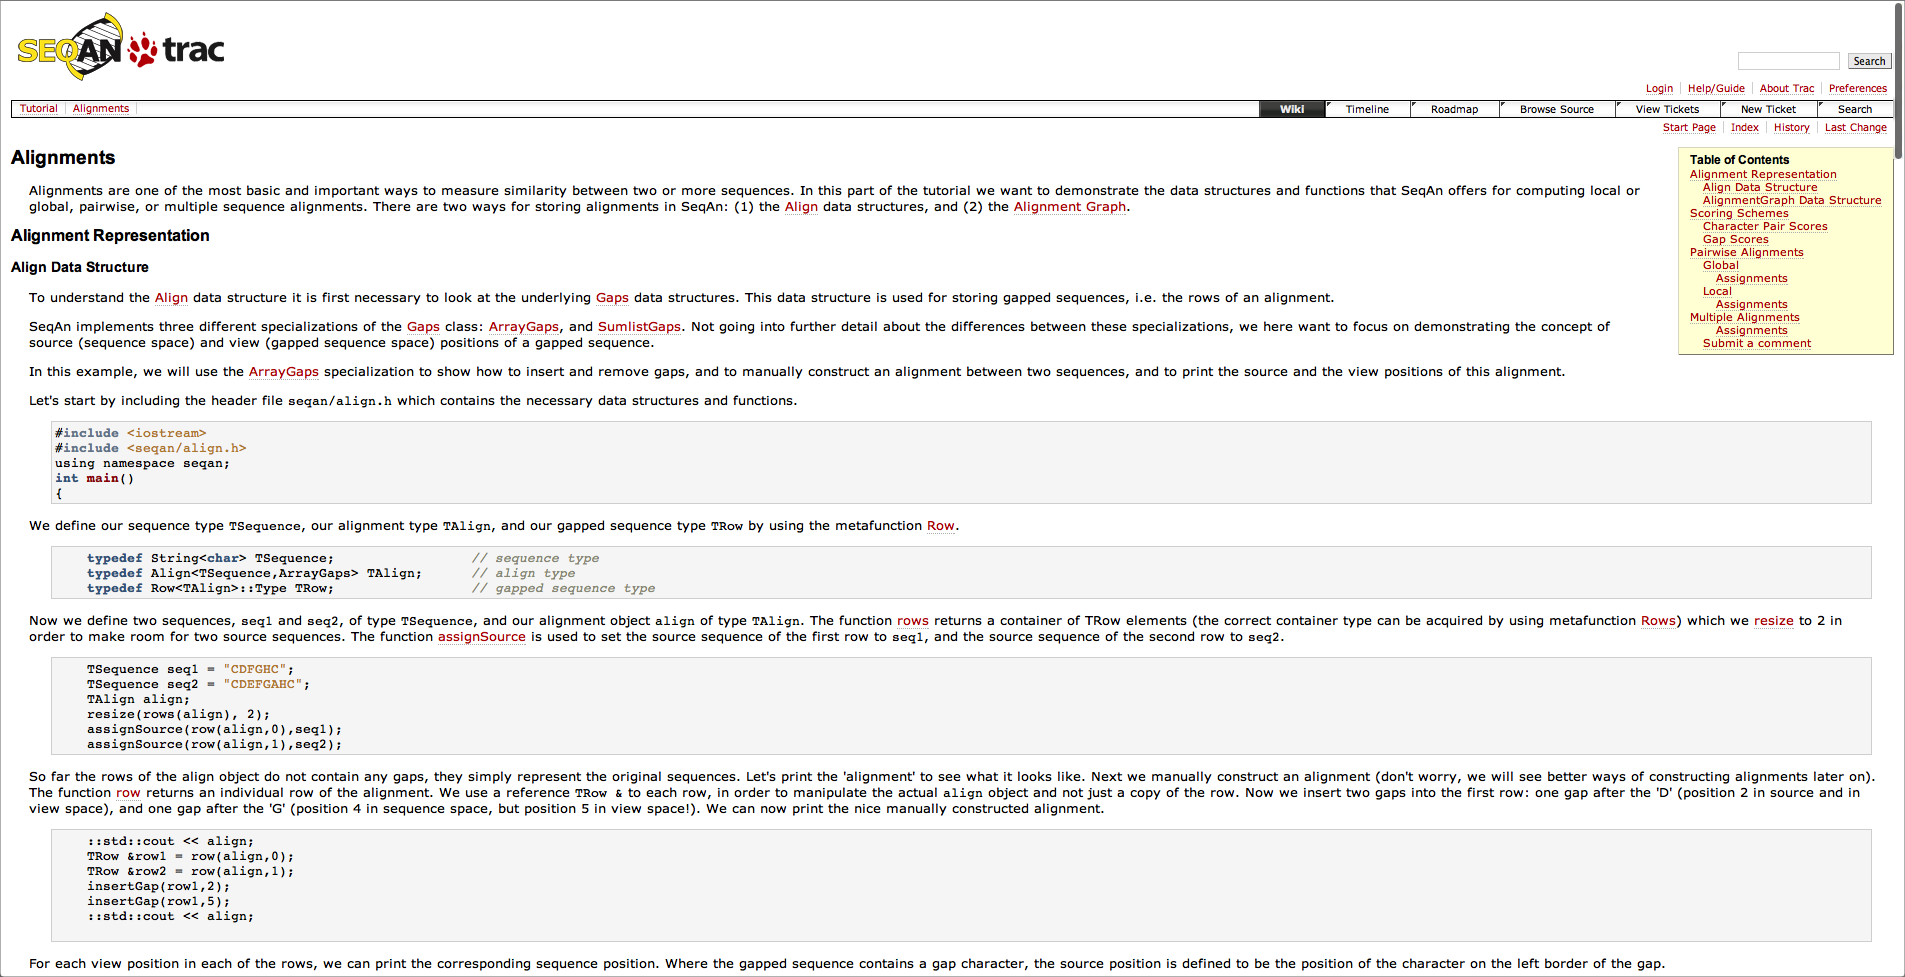 SEQAN trac
Search
Login Help/Guide About Trac Preferences
Tutorial Alignments Wiki Timeline Roadmap Browse Source View Tickets New Ticket Search
Start Page Index History Last Change
Alignments
Alignments are one of the most basic and important ways to measure similarity between two or more sequences. In this part of the tutorial we want to demonstrate the data structures and functions that SeqAn offers for computing local or
global, pairwise, or multiple sequence alignments. There are two ways for storing alignments in SeqAn: (1) the Align data structures, and (2) the Alignment Graph.
Table of Contents
Alignment Representation
Align Data Structure
AlignmentGraph Data Structure
Scoring Schemes
Character Pair Scores
Gap Scores
Pairwise Alignments
Global
Assignments
Local
Assignments
Multiple Alignments
Assignments
Submit a comment
Alignment Representation
Align Data Structure
To understand the Align data structure it is first necessary to look at the underlying Gaps data structures. This data structure is used for storing gapped sequences, i.e. the rows of an alignment.
SeqAn implements three different specializations of the Gaps class: ArrayGaps, and SumlistGaps. Not going into further detail about the differences between these specializations, we here want to focus on demonstrating the concept of
source (sequence space) and view (gapped sequence space) positions of a gapped sequence.
In this example, we will use the ArrayGaps specialization to show how to insert and remove gaps, and to manually construct an alignment between two sequences, and to print the source and the view positions of this alignment.
Let's start by including the header file seqan/align.h which contains the necessary data structures and functions.
#include <iostream>
#include <seqan/align.h>
using namespace seqan;
int main()
{
We define our sequence type TSequence, our alignment type TAlign, and our gapped sequence type TRow by using the metafunction Row.
typedef String<char> TSequence; // sequence type
typedef Align<TSequence,ArrayGaps> TAlign; // align type
typedef Row<TAlign>::Type TRow; // gapped sequence type
Now we define two sequences, seq1 and seq2, of type TSequence, and our alignment object align of type TAlign. The function rows returns a container of TRow elements (the correct container type can be acquired by using metafunction Rows) which we resize to 2 in
order to make room for two source sequences. The function assignSource is used to set the source sequence of the first row to seq1, and the source sequence of the second row to seq2.
TSequence seq1 = "CDFGHC";
TSequence seq2 = "CDEFGAHC";
TAlign align;
resize(rows(align), 2);
assignSource(row(align,0),seq1);
assignSource(row(align,1),seq2);
So far the rows of the align object do not contain any gaps, they simply represent the original sequences. Let's print the 'alignment' to see what it looks like. Next we manually construct an alignment (don't worry, we will see better ways of constructing alignments later on).
The function row returns an individual row of the alignment. We use a reference TRow & to each row, in order to manipulate the actual align object and not just a copy of the row. Now we insert two gaps into the first row: one gap after the 'D' (position 2 in source and in
view space), and one gap after the 'G' (position 4 in sequence space, but position 5 in view space!). We can now print the nice manually constructed alignment.
::std::cout << align;
TRow &row1 = row(align,0);
TRow &row2 = row(align,1);
insertGap(row1,2);
insertGap(row1,5);
::std::cout << align;
For each view position in each of the rows, we can print the corresponding sequence position. Where the gapped sequence contains a gap character, the source position is defined to be the position of the character on the left border of the gap.